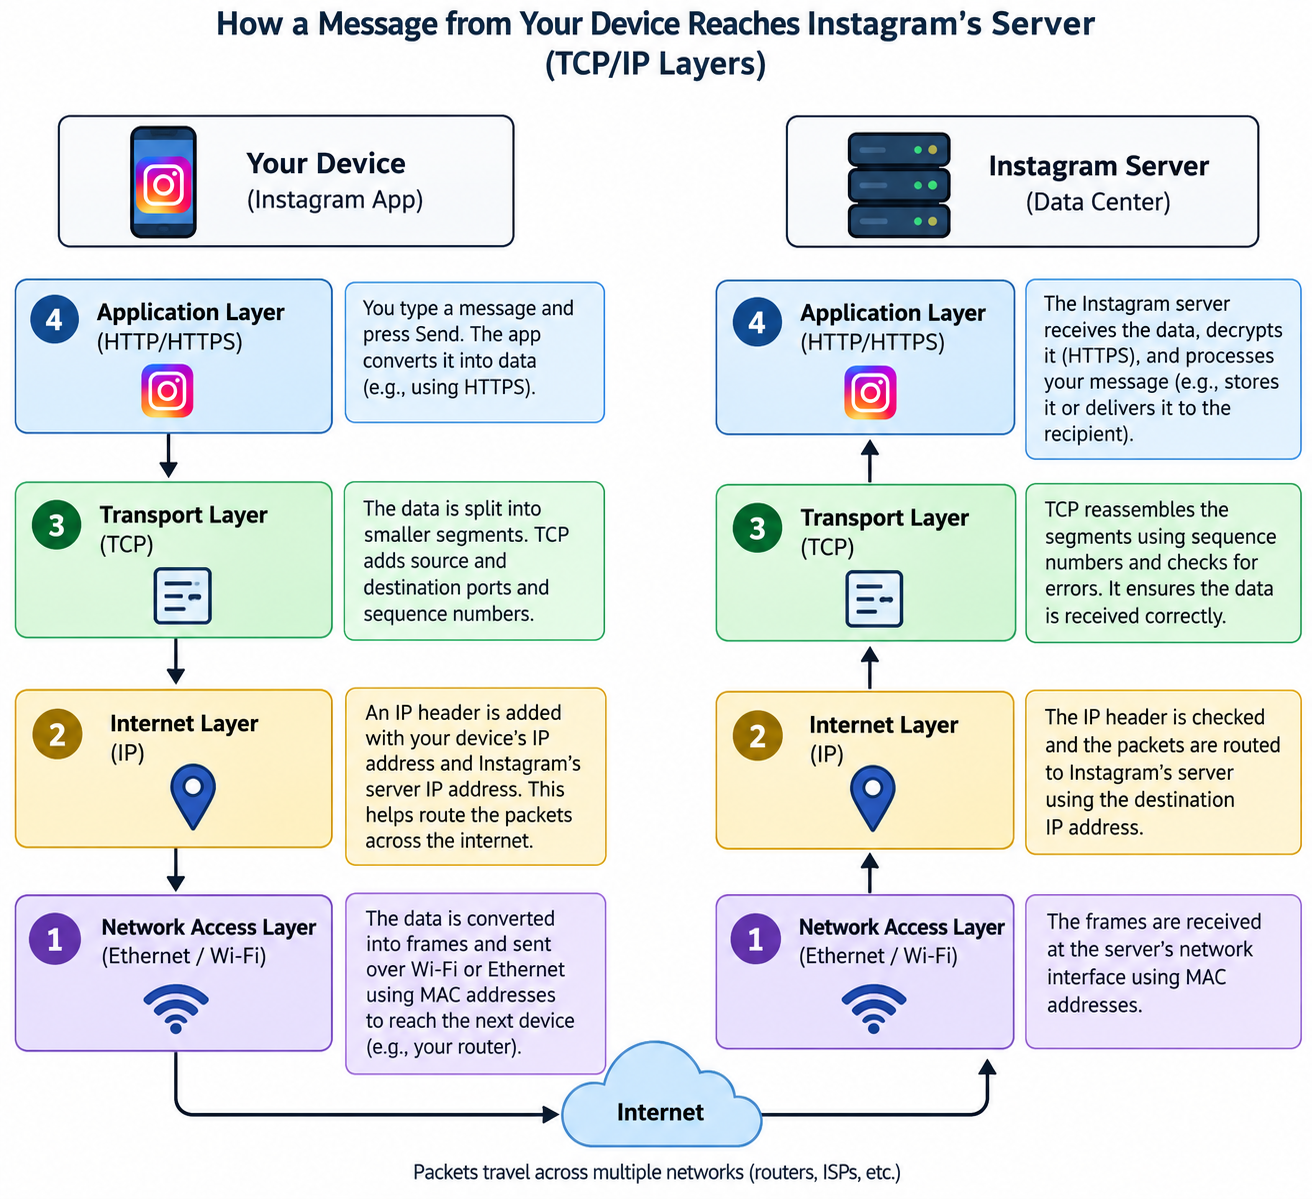 How a Message from Your Device Reaches Instagram's Server
(TCP/IP Layers)
Your Device
(Instagram App)
Instagram Server
(Data Center)
4
Application Layer
(HTTP/HTTPS)
You type a message and
press Send. The app
converts it into data
(e.g., using HTTPS).
3
Transport Layer
(TCP)
The data is split into
smaller segments. TCP
adds source and
destination ports and
sequence numbers.
2
Internet Layer
(IP)
An IP header is added
with your device's IP
address and Instagram's
server IP address. This
helps route the packets
across the internet.
1
Network Access Layer
(Ethernet / Wi-Fi)
The data is converted
into frames and sent
over Wi-Fi or Ethernet
using MAC addresses
to reach the next device
(e.g., your router).
4
Application Layer
(HTTP/HTTPS)
The Instagram server
receives the data, decrypts
it (HTTPS), and processes
your message (e.g., stores
it or delivers it to the
recipient).
3
Transport Layer
(TCP)
TCP reassembles the
segments using sequence
numbers and checks for
errors. It ensures the data
is received correctly.
2
Internet Layer
(IP)
The IP header is checked
and the packets are routed
to Instagram's server
using the destination
IP address.
1
Network Access Layer
(Ethernet / Wi-Fi)
The frames are received
at the server's network
interface using MAC
addresses.
Internet
Packets travel across multiple networks (routers, ISPs, etc.)